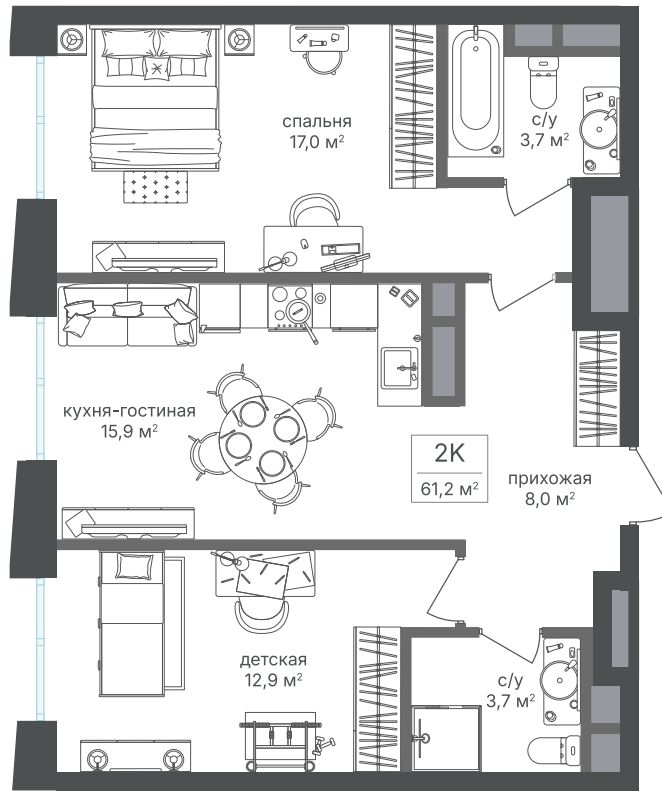 спальня
17,0 м²
с/у
3,7 м²
кухня-гостиная
15,9 м²
2К
61,2 м²
прихожая
8,0 м²
детская
12,9 м²
с/у
3,7 м²